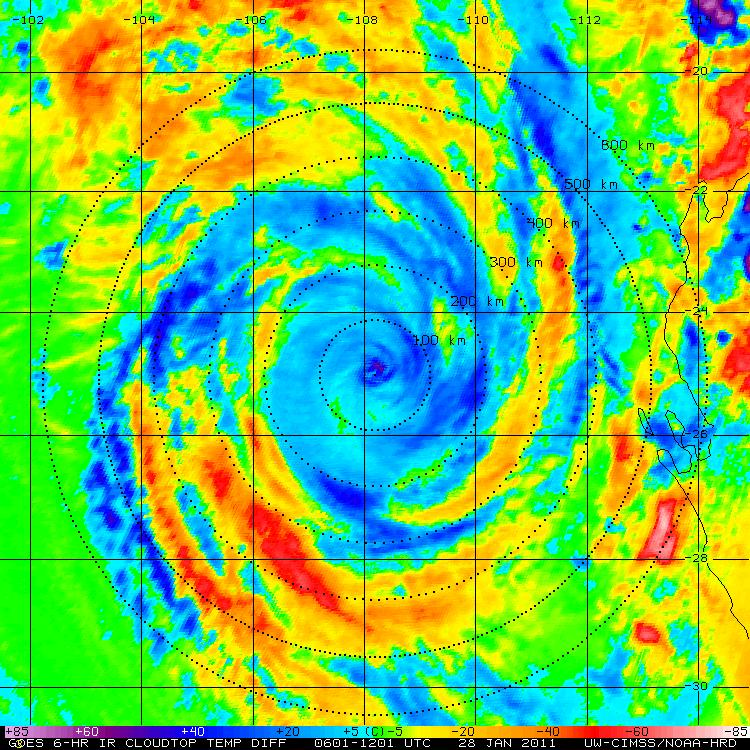 -102 -104 -106 -108 -110 -112 -114
-20
800 km
-22
500 km
400 km
300 km
200 km
-24
100 km
-26
-28
-30
+85 +60 +40 +20 +5 (C) -5 -20 -40 -60 -85
GOES 6-HR IR CLOUDTOP TEMP DIFF 0601-1201 UTC 28 JAN 2011 UW-CIMSS/NOAA HRD